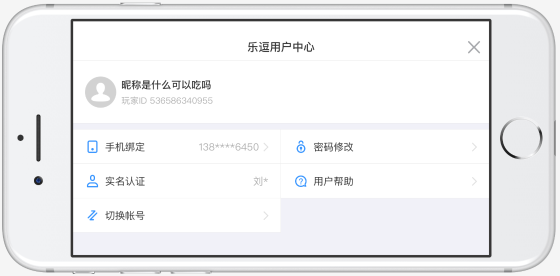 乐逗用户中心
昵称是什么可以吃吗
玩家ID 536586340955
手机绑定 138****6450
密码修改
实名认证 刘*
用户帮助
切换帐号